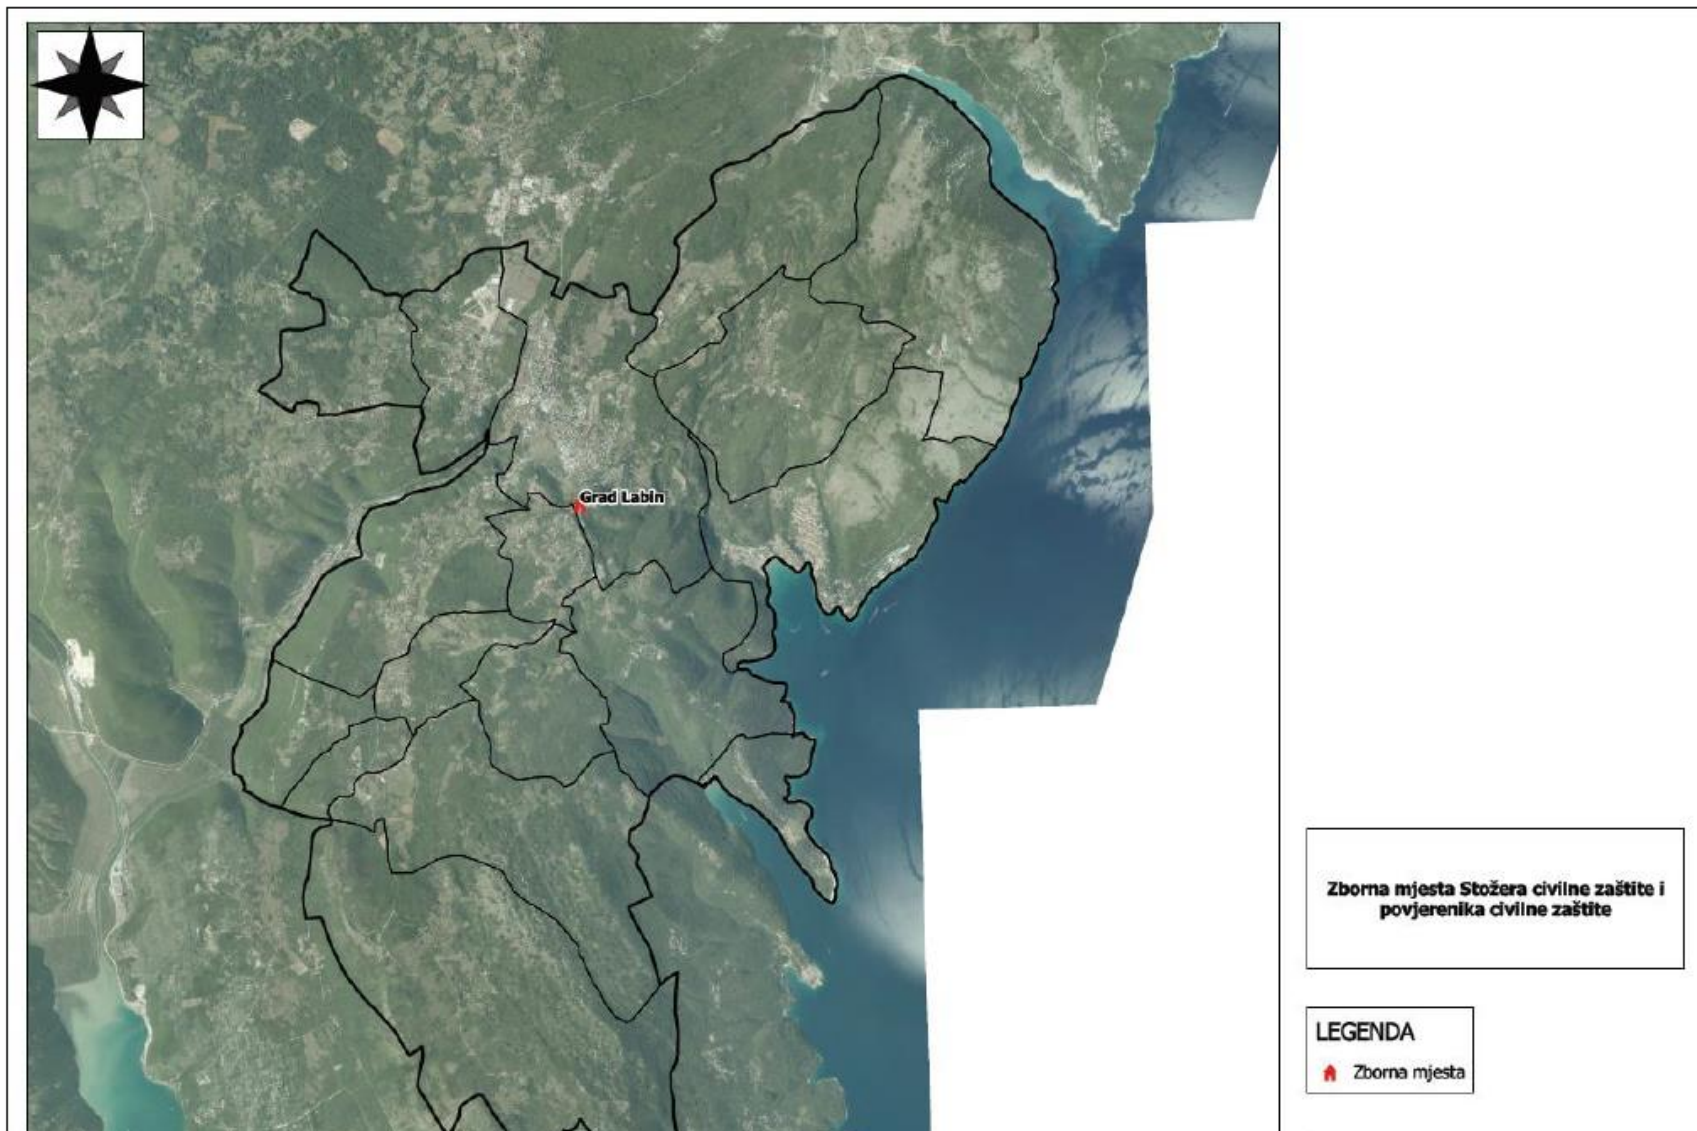 Grad Labin
Zborna mjesta Stožera civilne zaštite i
povjerenika civilne zaštite
LEGENDA
Zborna mjesta